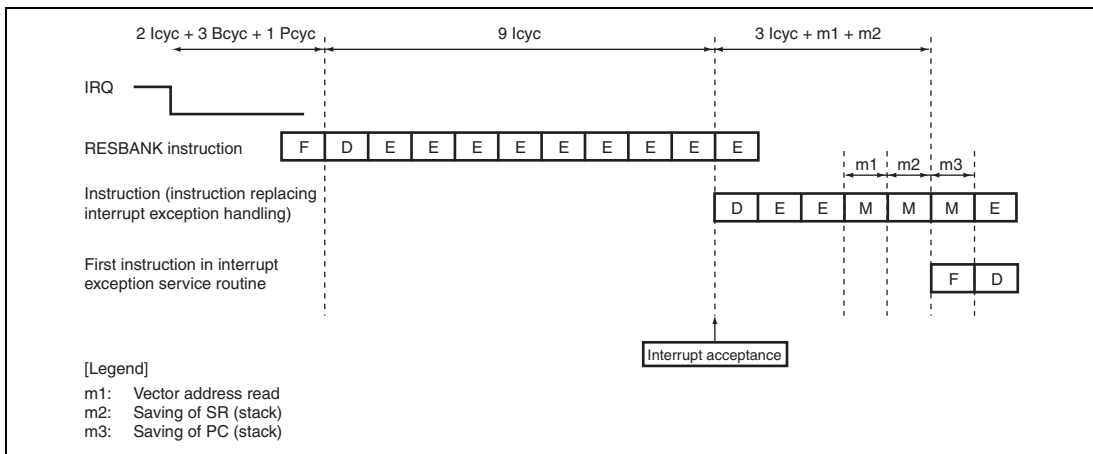 2 Icyc + 3 Bcyc + 1 Pcyc 9 Icyc 3 Icyc + m1 + m2
IRQ
RESBANK instruction F D E E E E E E E E E
m1 m2 m3
Instruction (instruction replacing
interrupt exception handling) D E E M M M E
First instruction in interrupt
exception service routine F D
Interrupt acceptance
[Legend]
m1: Vector address read
m2: Saving of SR (stack)
m3: Saving of PC (stack)